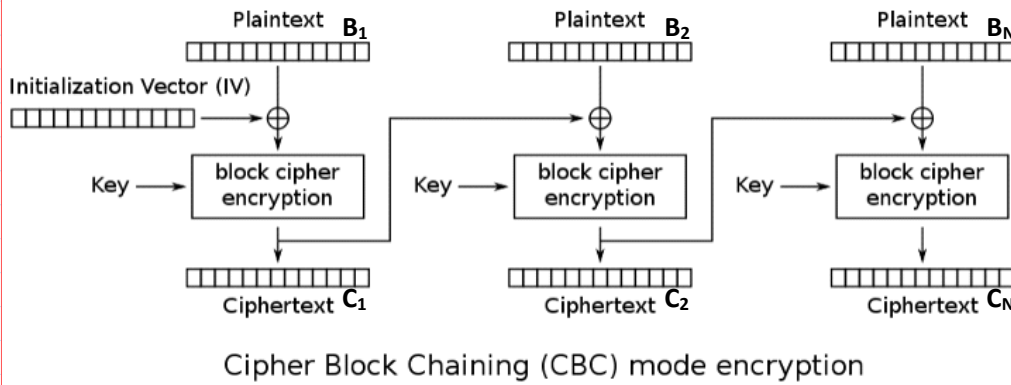 Plaintext B₁ Plaintext B₂ Plaintext Bₙ
Initialization Vector (IV)
Key block cipher encryption Key block cipher encryption Key block cipher encryption
Ciphertext C₁ Ciphertext C₂ Ciphertext Cₙ
Cipher Block Chaining (CBC) mode encryption